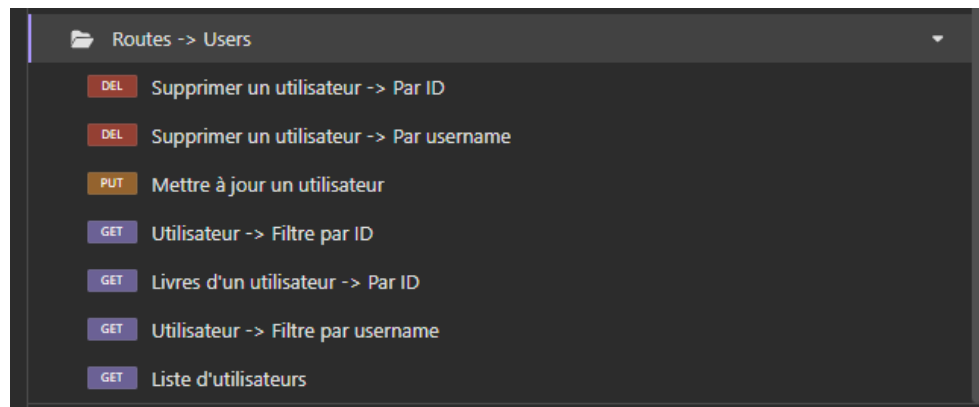 Routes -> Users
DEL Supprimer un utilisateur -> Par ID
DEL Supprimer un utilisateur -> Par username
PUT Mettre à jour un utilisateur
GET Utilisateur -> Filtre par ID
GET Livres d'un utilisateur -> Par ID
GET Utilisateur -> Filtre par username
GET Liste d'utilisateurs